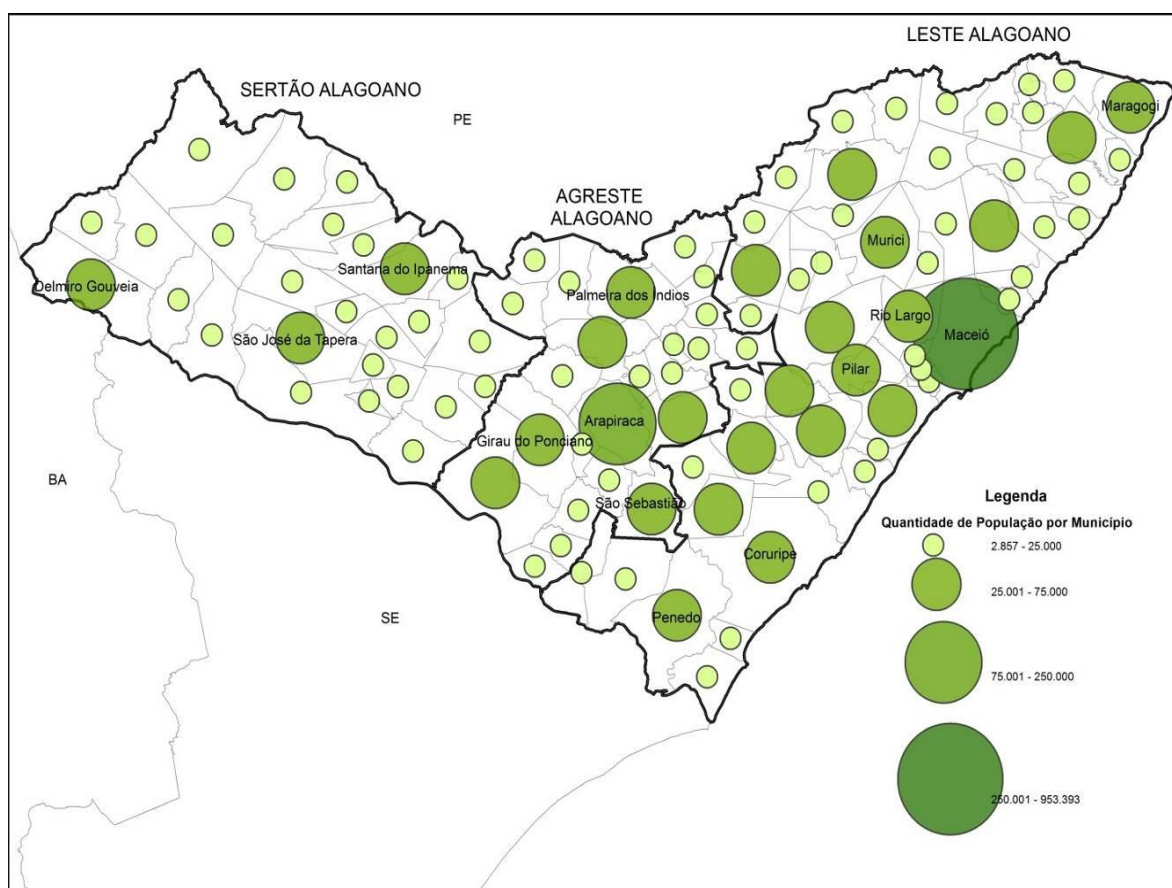 LESTE ALAGOANO
SERTÃO ALAGOANO
PE
Maragogi
AGRESTE
ALAGOANO
Murici
Santana do Ipanema
Delmiro Gouveia
Palmeira dos Índios
Rio Largo
Maceió
São José da Tapera
Pilar
Arapiraca
Girau do Ponciano
BA
São Sebastião
Coruripe
Penedo
SE
Legenda
Quantidade de População por Município
2.857 - 25.000
25.001 - 75.000
75.001 - 250.000
250.001 - 953.393